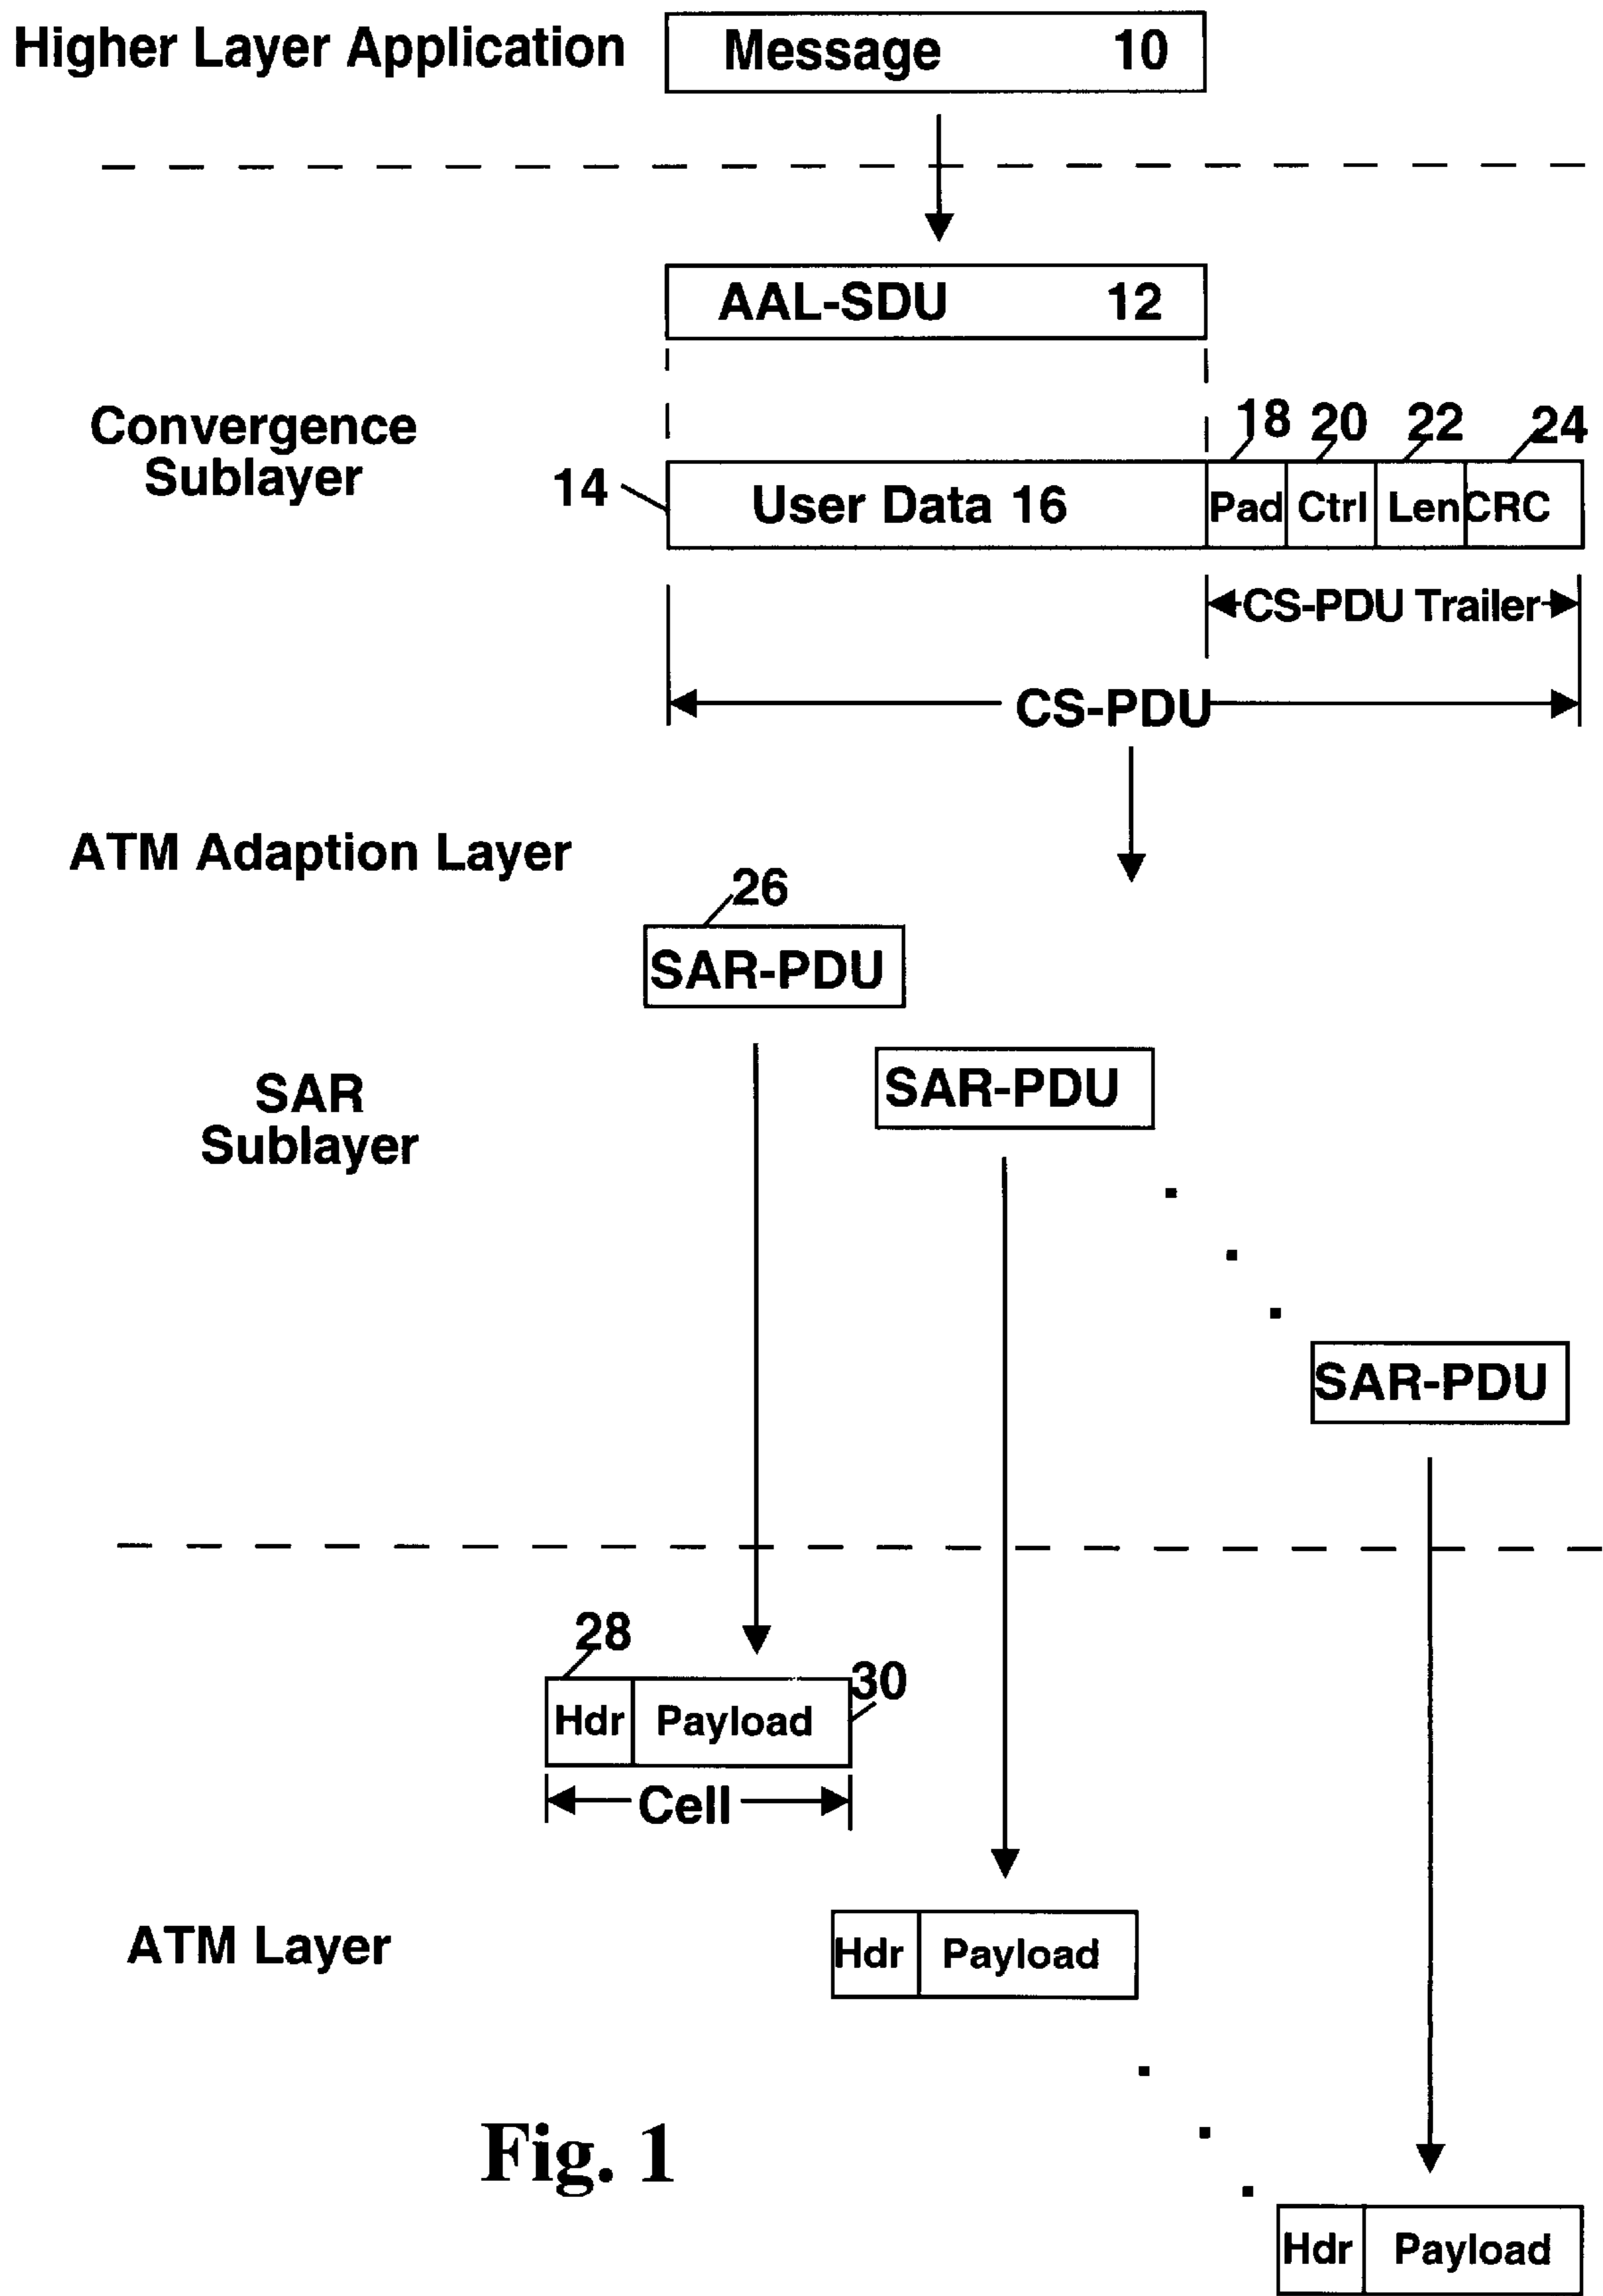 Higher Layer Application
Message 10
AAL-SDU 12
Convergence
Sublayer
18 20 22 24
14
User Data 16 Pad Ctrl Len CRC
CS-PDU Trailer
CS-PDU
ATM Adaption Layer
26
SAR-PDU
SAR
Sublayer
SAR-PDU
SAR-PDU
28
30
Hdr Payload
Cell
ATM Layer
Hdr Payload
Fig. 1
Hdr Payload